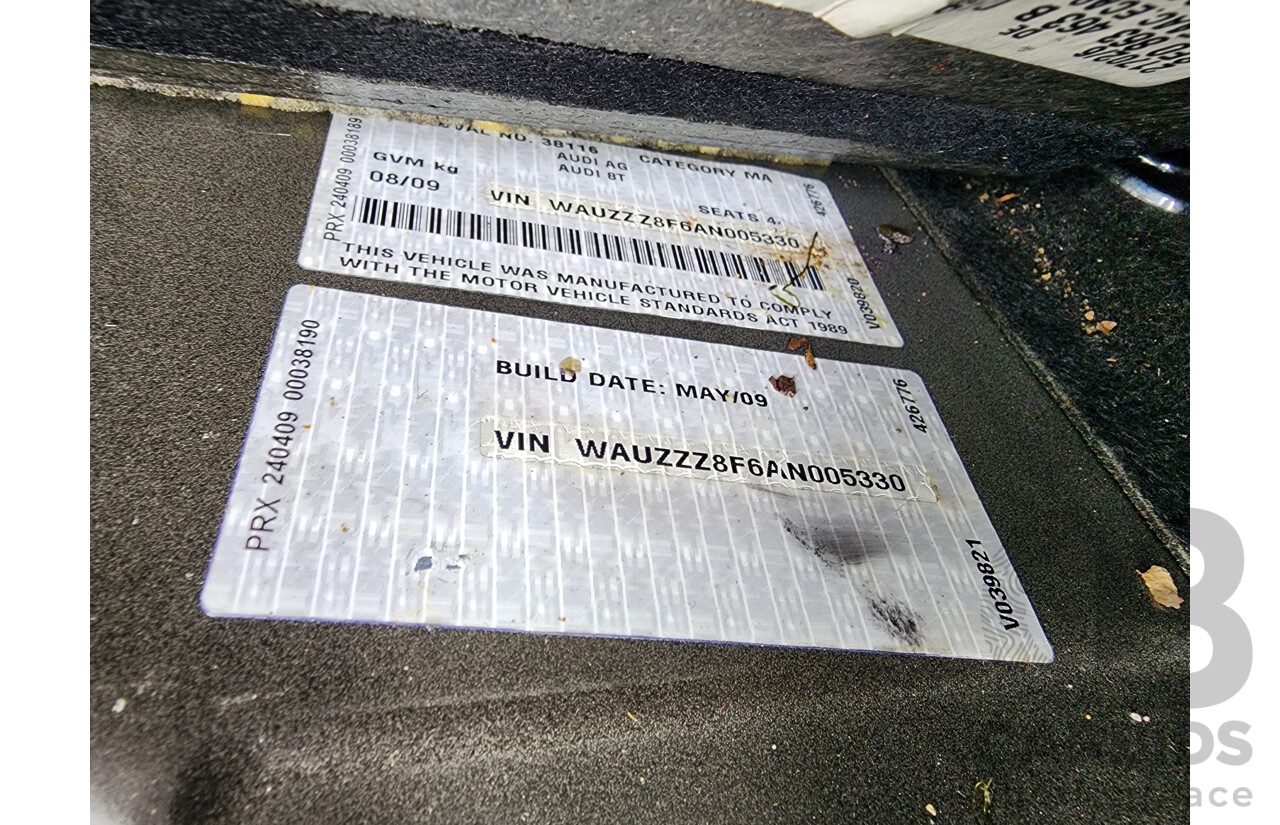 463 B
PRX 240409 00038189
NO. 38116
AUDI AG CATEGORY MA
GVM kg AUDI 8T
08/09
SEATS 4
VIN WAUZZZ8F6AN005330
426776
THIS VEHICLE WAS MANUFACTURED TO COMPLY
WITH THE MOTOR VEHICLE STANDARDS ACT 1989
V039820
PRX 240409 00038190
BUILD DATE: MAY/09
426776
VIN WAUZZZ8F6AN005330
V039821